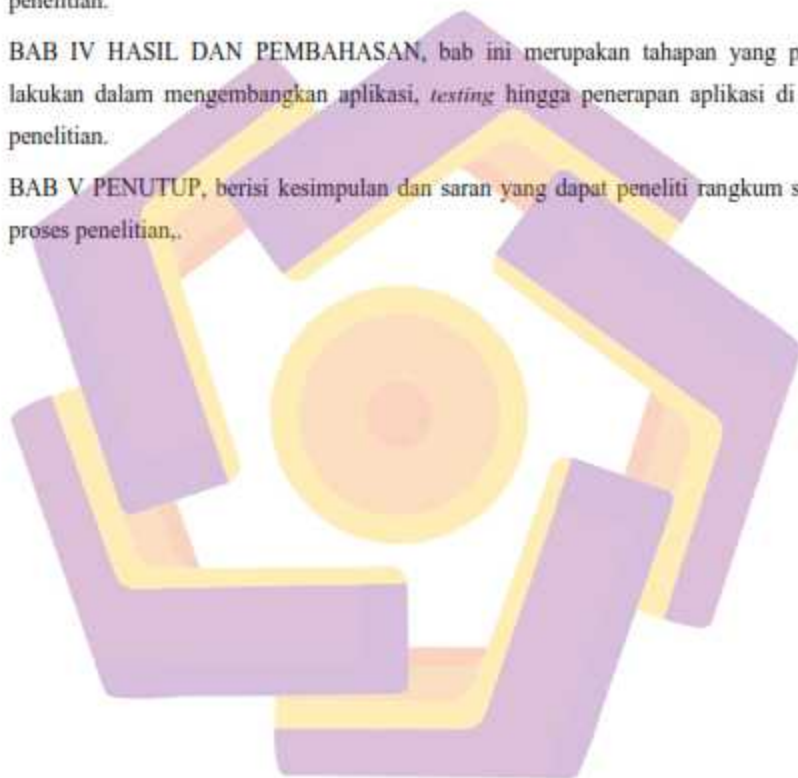 penelitian.
BAB IV HASIL DAN PEMBAHASAN, bab ini merupakan tahapan yang
lakukan dalam mengembangkan aplikasi, testing hingga penerapan aplikasi di
penelitian.
BAB V PENUTUP, berisi kesimpulan dan saran yang dapat peneliti rangkum
proses penelitian,.